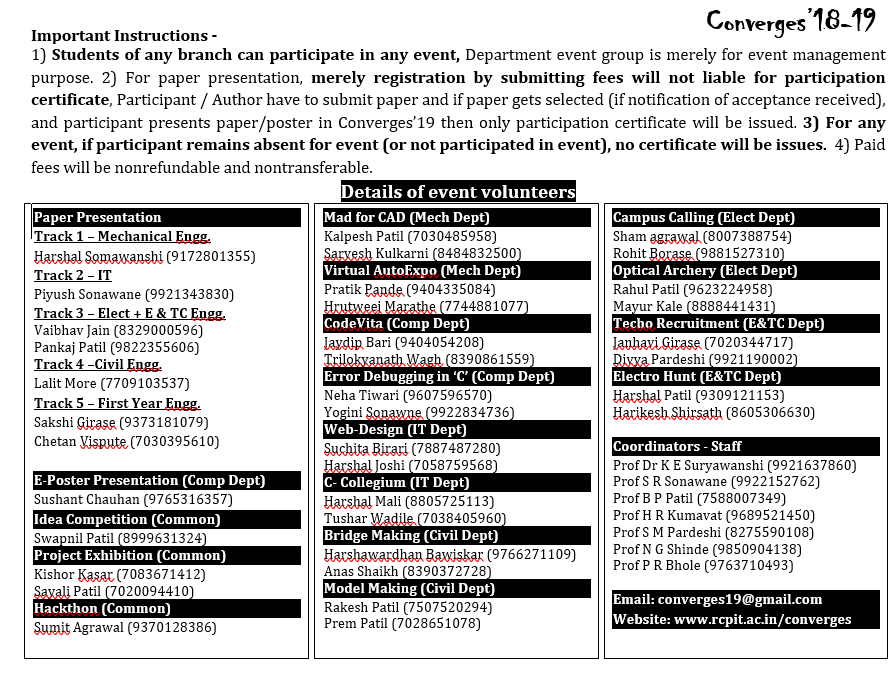 Converges'18-19
Important Instructions -
1) Students of any branch can participate in any event, Department event group is merely for event management
purpose. 2) For paper presentation, merely registration by submitting fees will not liable for participation
certificate, Participant / Author have to submit paper and if paper gets selected (if notification of acceptance received),
and participant presents paper/poster in Converges'19 then only participation certificate will be issued. 3) For any
event, if participant remains absent for event (or not participated in event), no certificate will be issues. 4) Paid
fees will be nonrefundable and nontransferable.
Details of event volunteers
Paper Presentation
Track 1 – Mechanical Engg.
Harshal Somawanshi (9172801355)
Track 2 – IT
Piyush Sonawane (9921343830)
Track 3 – Elect + E & TC Engg.
Vaibhav Jain (8329000596)
Pankaj Patil (9822355606)
Track 4 –Civil Engg.
Lalit More (7709103537)
Track 5 – First Year Engg.
Sakshi Girase (9373181079)
Chetan Vispute (7030395610)
E-Poster Presentation (Comp Dept)
Sushant Chauhan (9765316357)
Idea Competition (Common)
Swapnil Patil (8999631324)
Project Exhibition (Common)
Kishor Kasar (7083671412)
Sayali Patil (7020094410)
Hackthon (Common)
Sumit Agrawal (9370128386)
Mad for CAD (Mech Dept)
Kalpesh Patil (7030485958)
Sarvesh Kulkarni (8484832500)
Virtual AutoExpo (Mech Dept)
Pratik Pande (9404335084)
Hrutweej Marathe (7744881077)
CodeVita (Comp Dept)
Jaydip Bari (9404054208)
Trilokyanath Wagh (8390861559)
Error Debugging in 'C' (Comp Dept)
Neha Tiwari (9607596570)
Yogini Sonawne (9922834736)
Web-Design (IT Dept)
Suchita Birari (7887487280)
Harshal Joshi (7058759568)
C- Collegium (IT Dept)
Harshal Mali (8805725113)
Tushar Wadile (7038405960)
Bridge Making (Civil Dept)
Harshawardhan Bawiskar (9766271109)
Anas Shaikh (8390372728)
Model Making (Civil Dept)
Rakesh Patil (7507520294)
Prem Patil (7028651078)
Campus Calling (Elect Dept)
Sham agrawal (8007388754)
Rohit Borase (9881527310)
Optical Archery (Elect Dept)
Rahul Patil (9623224958)
Mayur Kale (8888441431)
Techo Recruitment (E&TC Dept)
Janhavi Girase (7020344717)
Divya Pardeshi (9921190002)
Electro Hunt (E&TC Dept)
Harshal Patil (9309121153)
Harikesh Shirsath (8605306630)
Coordinators - Staff
Prof Dr K E Suryawanshi (9921637860)
Prof S R Sonawane (9922152762)
Prof B P Patil (7588007349)
Prof H R Kumavat (9689521450)
Prof S M Pardeshi (8275590108)
Prof N G Shinde (9850904138)
Prof P R Bhole (9763710493)
Email: converges19@gmail.com
Website: www.rcpit.ac.in/converges